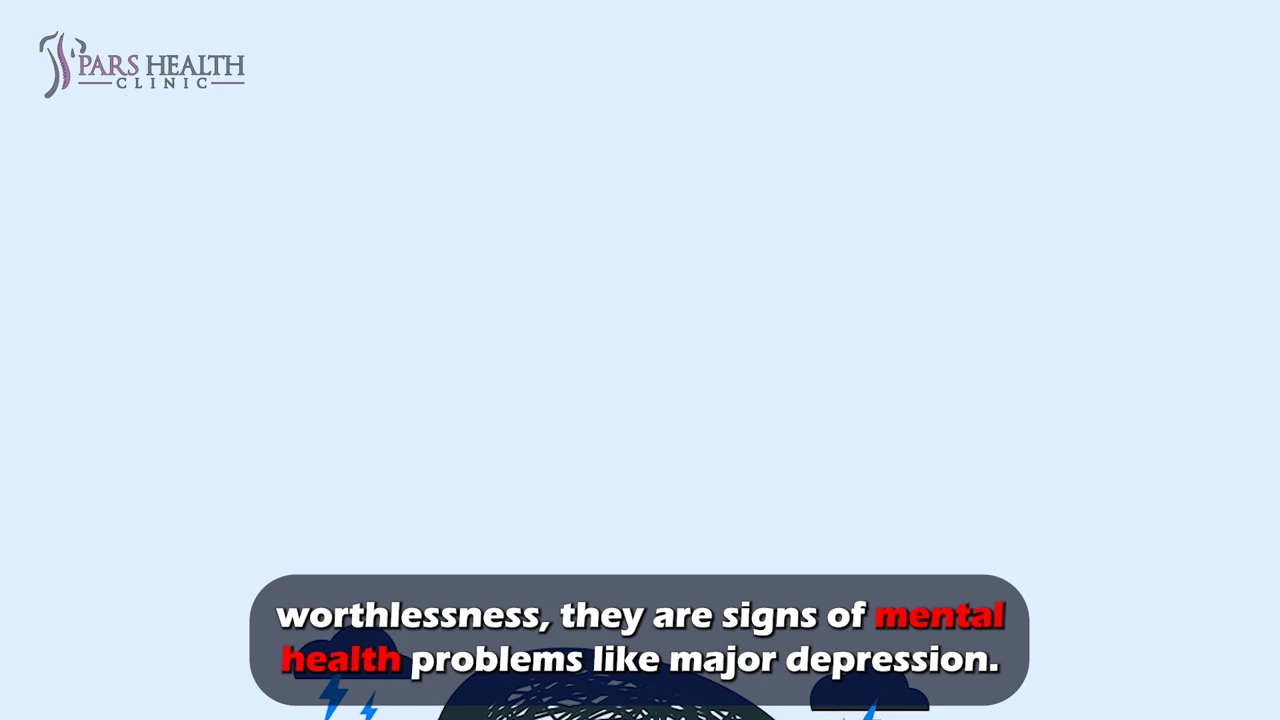 PARS HEALTH
CLINIC
worthlessness, they are signs of mental
health problems like major depression.